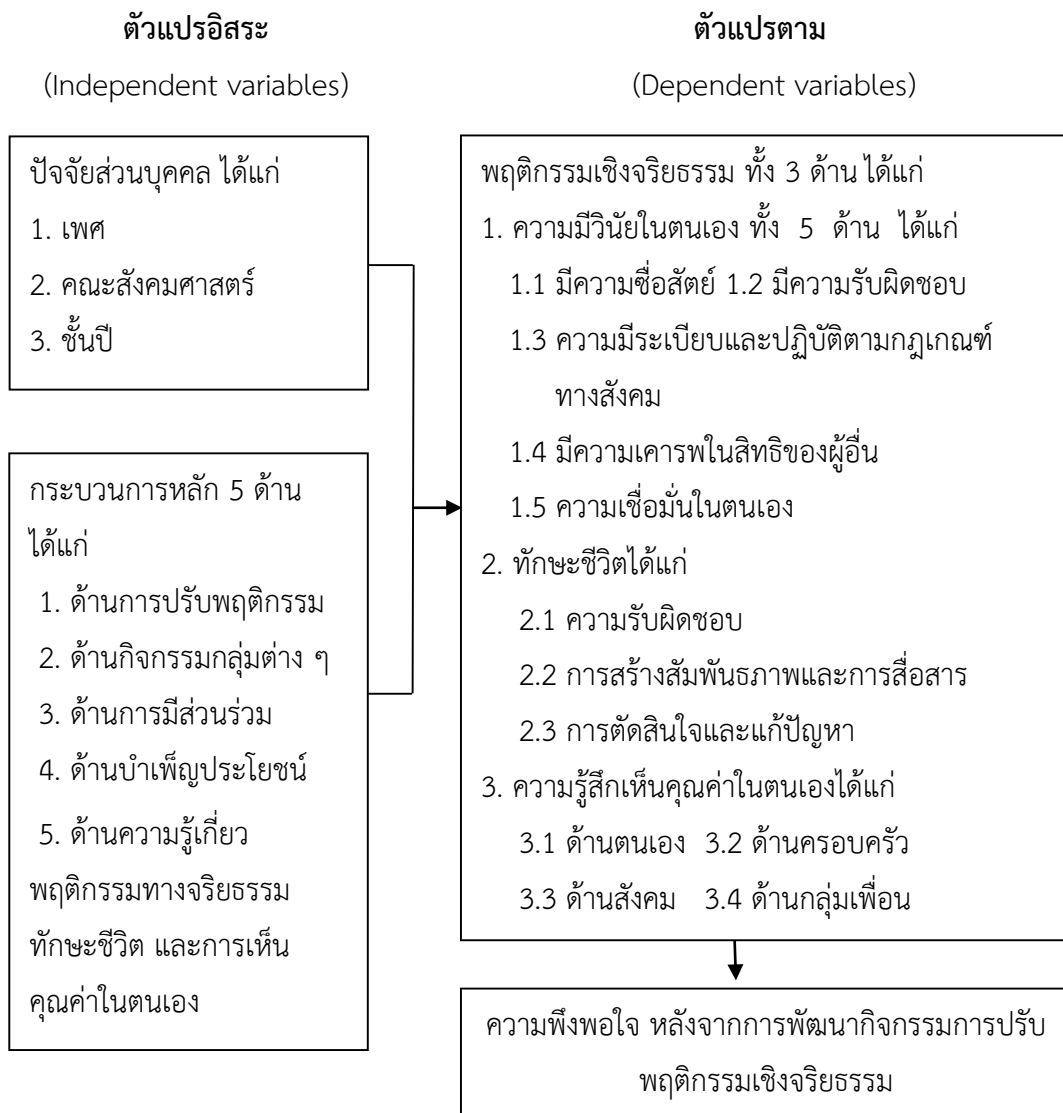 ตัวแปรอิสระ
(Independent variables)
ปัจจัยส่วนบุคคล ได้แก่
1. เพศ
2. คณะสังคมศาสตร์
3. ชั้นปี
กระบวนการหลัก 5 ด้าน
ได้แก่
1. ด้านการปรับพฤติกรรม
2. ด้านกิจกรรมกลุ่มต่าง ๆ
3. ด้านการมีส่วนร่วม
4. ด้านบำเพ็ญประโยชน์
5. ด้านความรู้เกี่ยว
พฤติกรรมทางจริยธรรม
ทักษะชีวิต และการเห็น
คุณค่าในตนเอง
ตัวแปรตาม
(Dependent variables)
พฤติกรรมเชิงจริยธรรม ทั้ง 3 ด้าน ได้แก่
1. ความมีวินัยในตนเอง ทั้ง 5 ด้าน ได้แก่
1.1 มีความซื่อสัตย์ 1.2 มีความรับผิดชอบ
1.3 ความมีระเบียบและปฏิบัติตามกฎเกณฑ์
ทางสังคม
1.4 มีความเคารพในสิทธิของผู้อื่น
1.5 ความเชื่อมั่นในตนเอง
2. ทักษะชีวิตได้แก่
2.1 ความรับผิดชอบ
2.2 การสร้างสัมพันธภาพและการสื่อสาร
2.3 การตัดสินใจและแก้ปัญหา
3. ความรู้สึกเห็นคุณค่าในตนเองได้แก่
3.1 ด้านตนเอง 3.2 ด้านครอบครัว
3.3 ด้านสังคม 3.4 ด้านกลุ่มเพื่อน
ความพึงพอใจ หลังจากการพัฒนากิจกรรมการปรับ
พฤติกรรมเชิงจริยธรรม